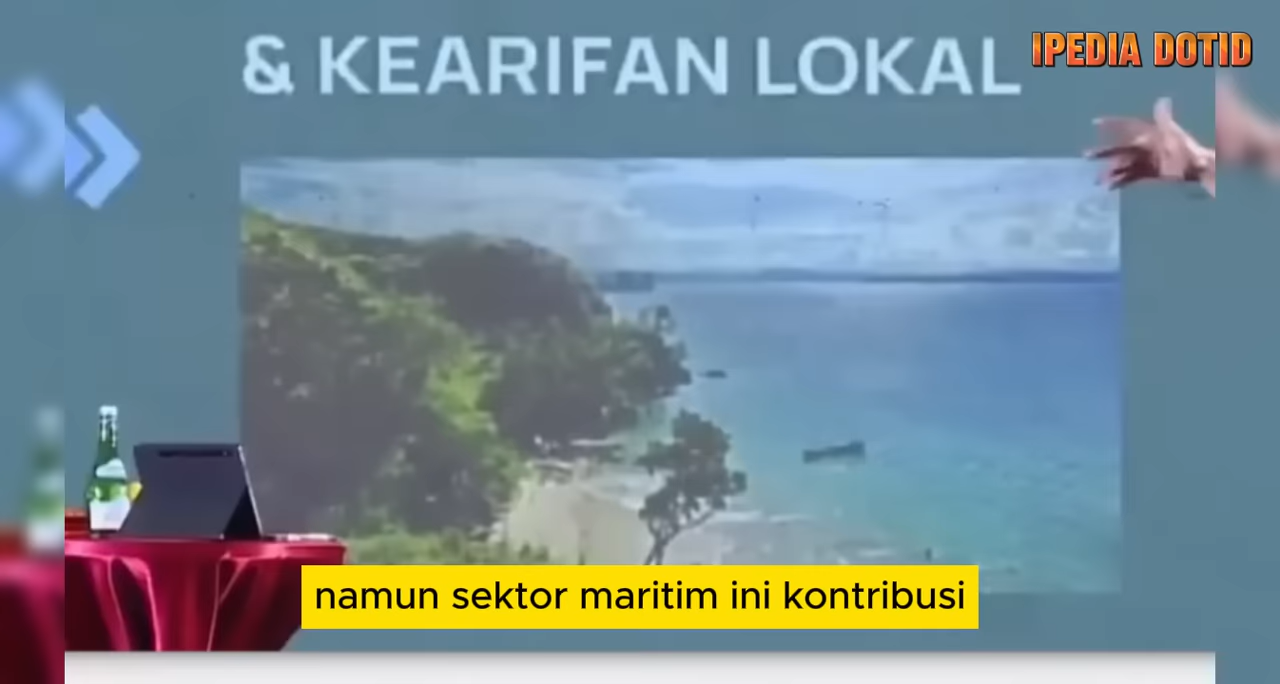 & KEARIFAN LOKAL
IPEDIA DOTID
namun sektor maritim ini kontribusi